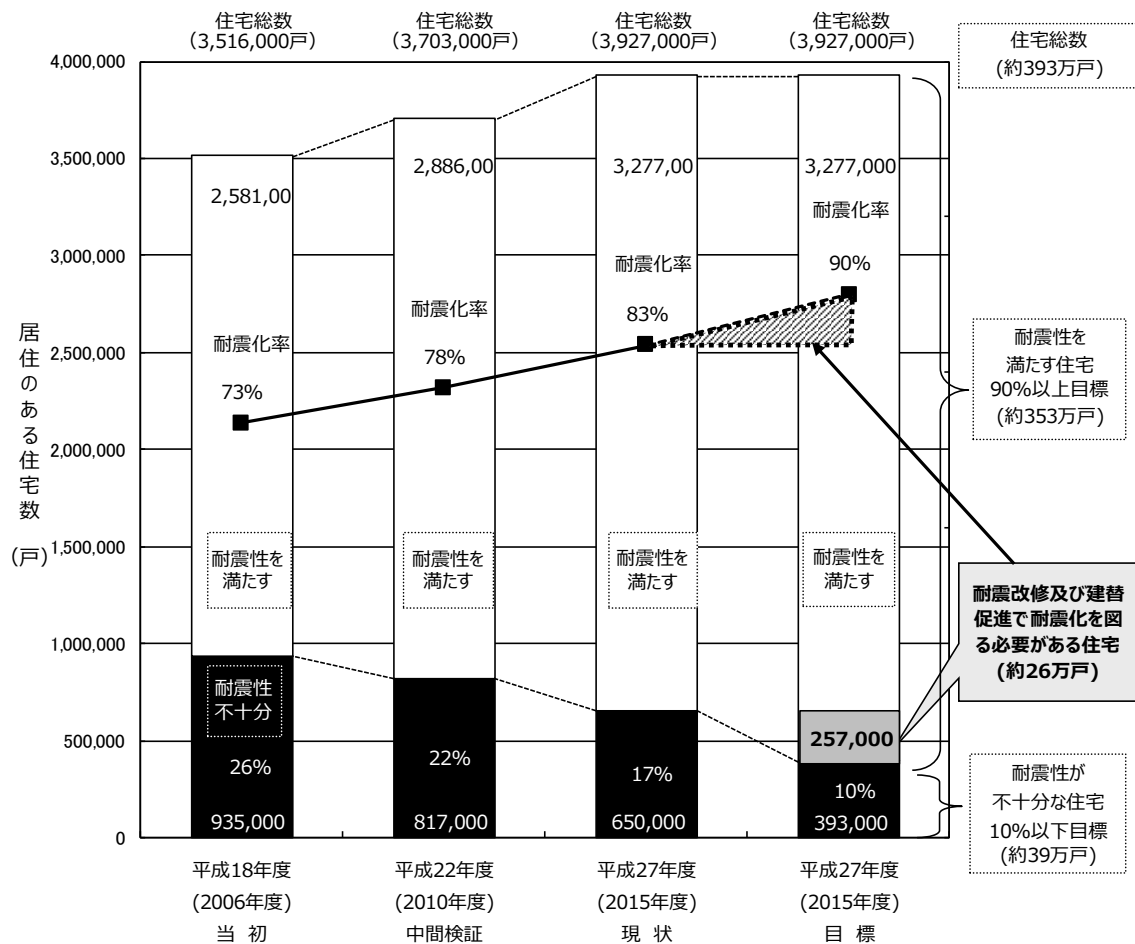 住宅総数
(3,516,000戸)
住宅総数
(3,703,000戸)
住宅総数
(3,927,000戸)
住宅総数
(3,927,000戸)
住宅総数
(約393万戸)
4,000,000
3,500,000
3,000,000
2,500,000
2,000,000
1,500,000
1,000,000
500,000
0
居住のある住宅数
(戸)
2,581,00
2,886,00
3,277,00
3,277,000
耐震化率
73%
耐震化率
78%
耐震化率
83%
耐震化率
90%
耐震性を
満たす
耐震性を
満たす
耐震性を
満たす
耐震性を
満たす
耐震性を
満たす住宅
90%以上目標
(約353万戸)
耐震改修及び建替
促進で耐震化を図
る必要がある住宅
(約26万戸)
耐震性
不十分
26%
935,000
22%
817,000
17%
650,000
257,000
10%
393,000
耐震性が
不十分な住宅
10%以下目標
(約39万戸)
平成18年度
(2006年度)
当 初
平成22年度
(2010年度)
中間検証
平成27年度
(2015年度)
現 状
平成27年度
(2015年度)
目 標